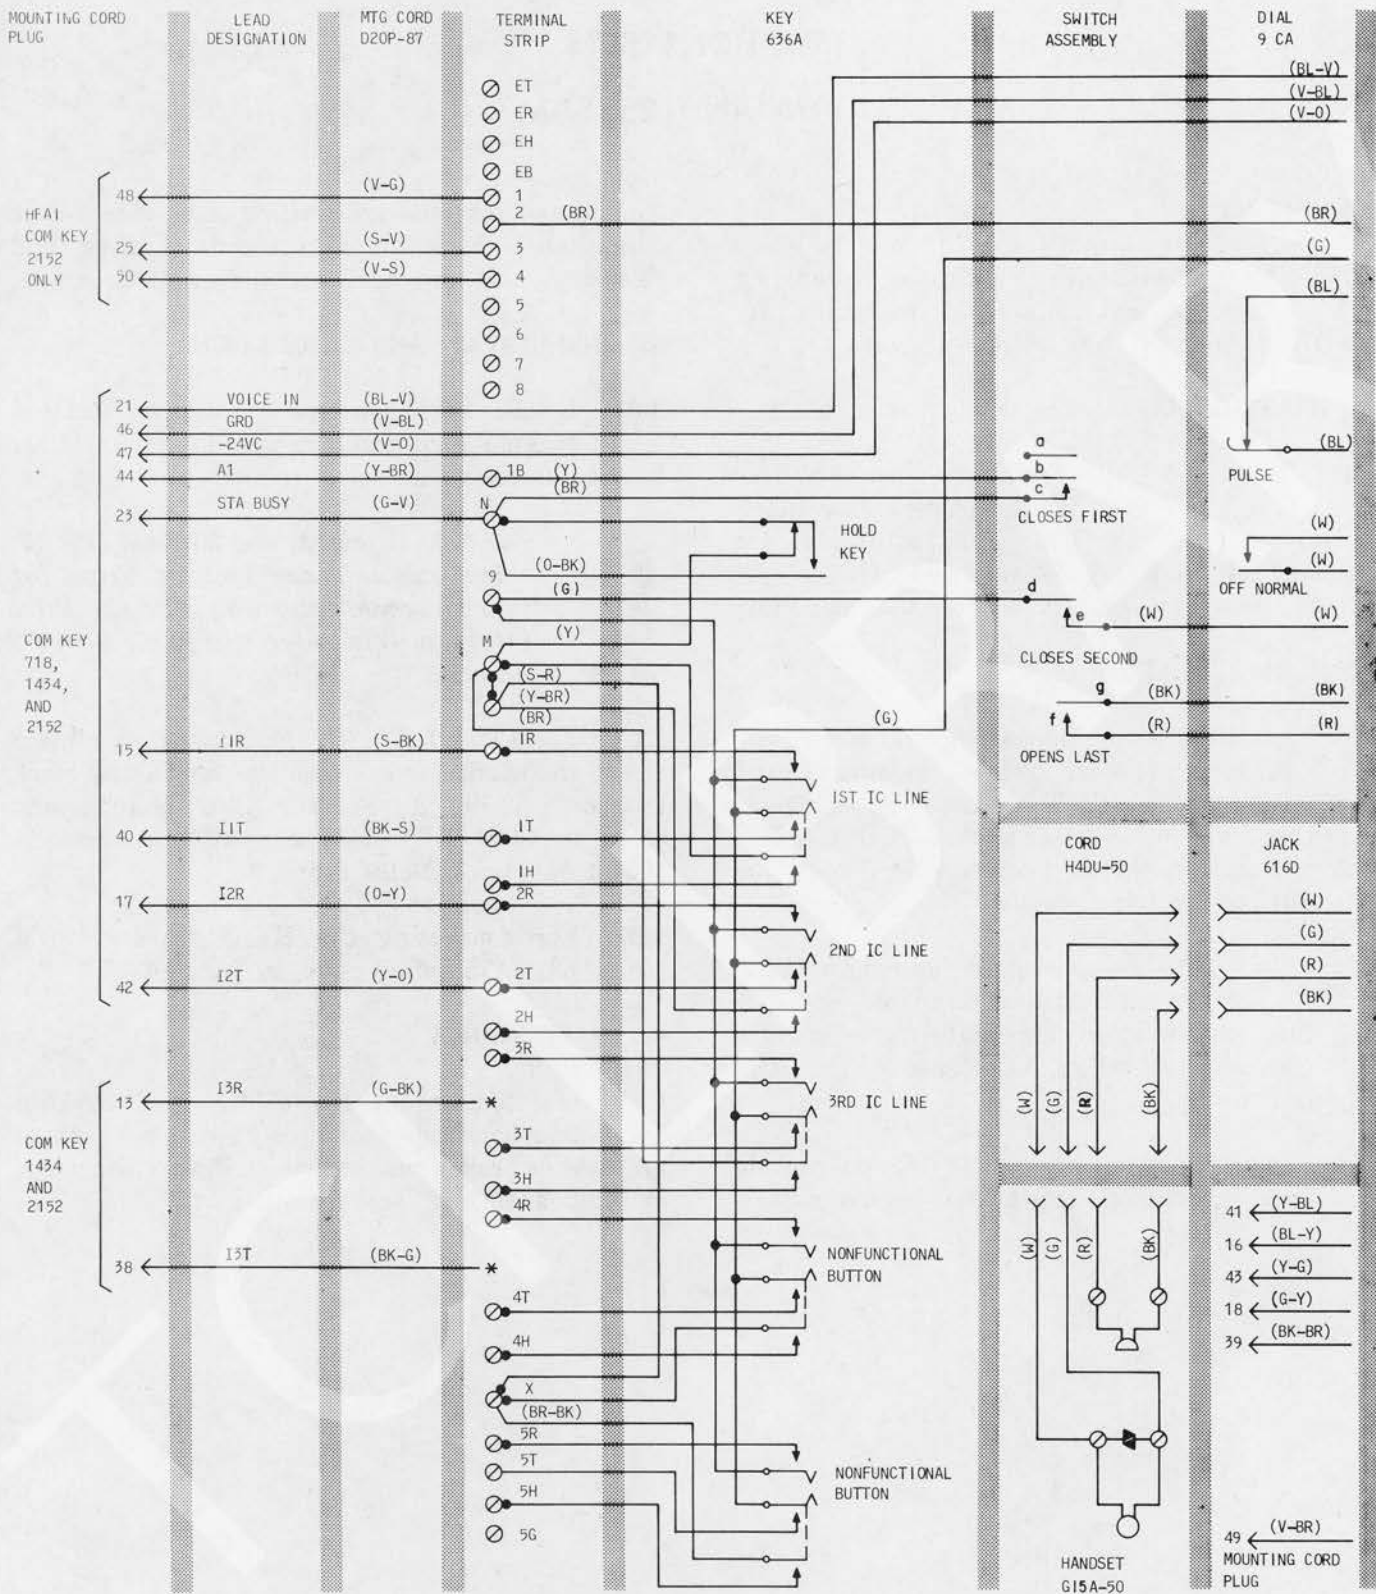 MOUNTING CORD
PLUG
LEAD
DESIGNATION
MTG CORD
D20P-87
TERMINAL
STRIP
KEY
636A
SWITCH
ASSEMBLY
DIAL
9 CA
(BL-V)
ET
(V-BL)
ER
(V-O)
EH
EB
48
(V-G)
1
2
(BR)
(BR)
HFAI
COM KEY
2152
ONLY
25
(S-V)
3
(G)
50
(V-S)
4
(BL)
5
6
7
8
21
VOICE IN
(BL-V)
46
GRD
(V-BL)
47
-24VC
(V-O)
a
(BL)
44
A1
(Y-BR)
1B
(Y)
b
PULSE
(BR)
c
23
STA BUSY
(G-V)
N
CLOSES FIRST
HOLD
KEY
(W)
(O-BK)
(W)
9
(G)
d
OFF NORMAL
e
(W)
(W)
COM KEY
718,
1434,
AND
2152
M
(Y)
CLOSES SECOND
(S-R)
(Y-BR)
g
(BK)
(BK)
(BR)
(G)
f
(R)
(R)
15
I1R
(S-BK)
1R
OPENS LAST
1ST IC LINE
40
I1T
(BK-S)
1T
CORD
H4DU-50
JACK
616D
1H
17
I2R
(O-Y)
2R
(W)
2ND IC LINE
(G)
42
I2T
(Y-O)
2T
(R)
(BK)
2H
3R
13
I3R
(G-BK)
*
3RD IC LINE
(W)
(G)
(R)
(BK)
COM KEY
1434
AND
2152
3T
3H
4R
41
(Y-BL)
16
(BL-Y)
38
I3T
(BK-G)
*
NONFUNCTIONAL
BUTTON
(W)
(G)
(R)
(BK)
43
(Y-G)
4T
18
(G-Y)
4H
39
(BK-BR)
X
(BR-BK)
5R
5T
NONFUNCTIONAL
BUTTON
5H
5G
49
(V-BR)
HANDSET
G15A-50
MOUNTING CORD
PLUG